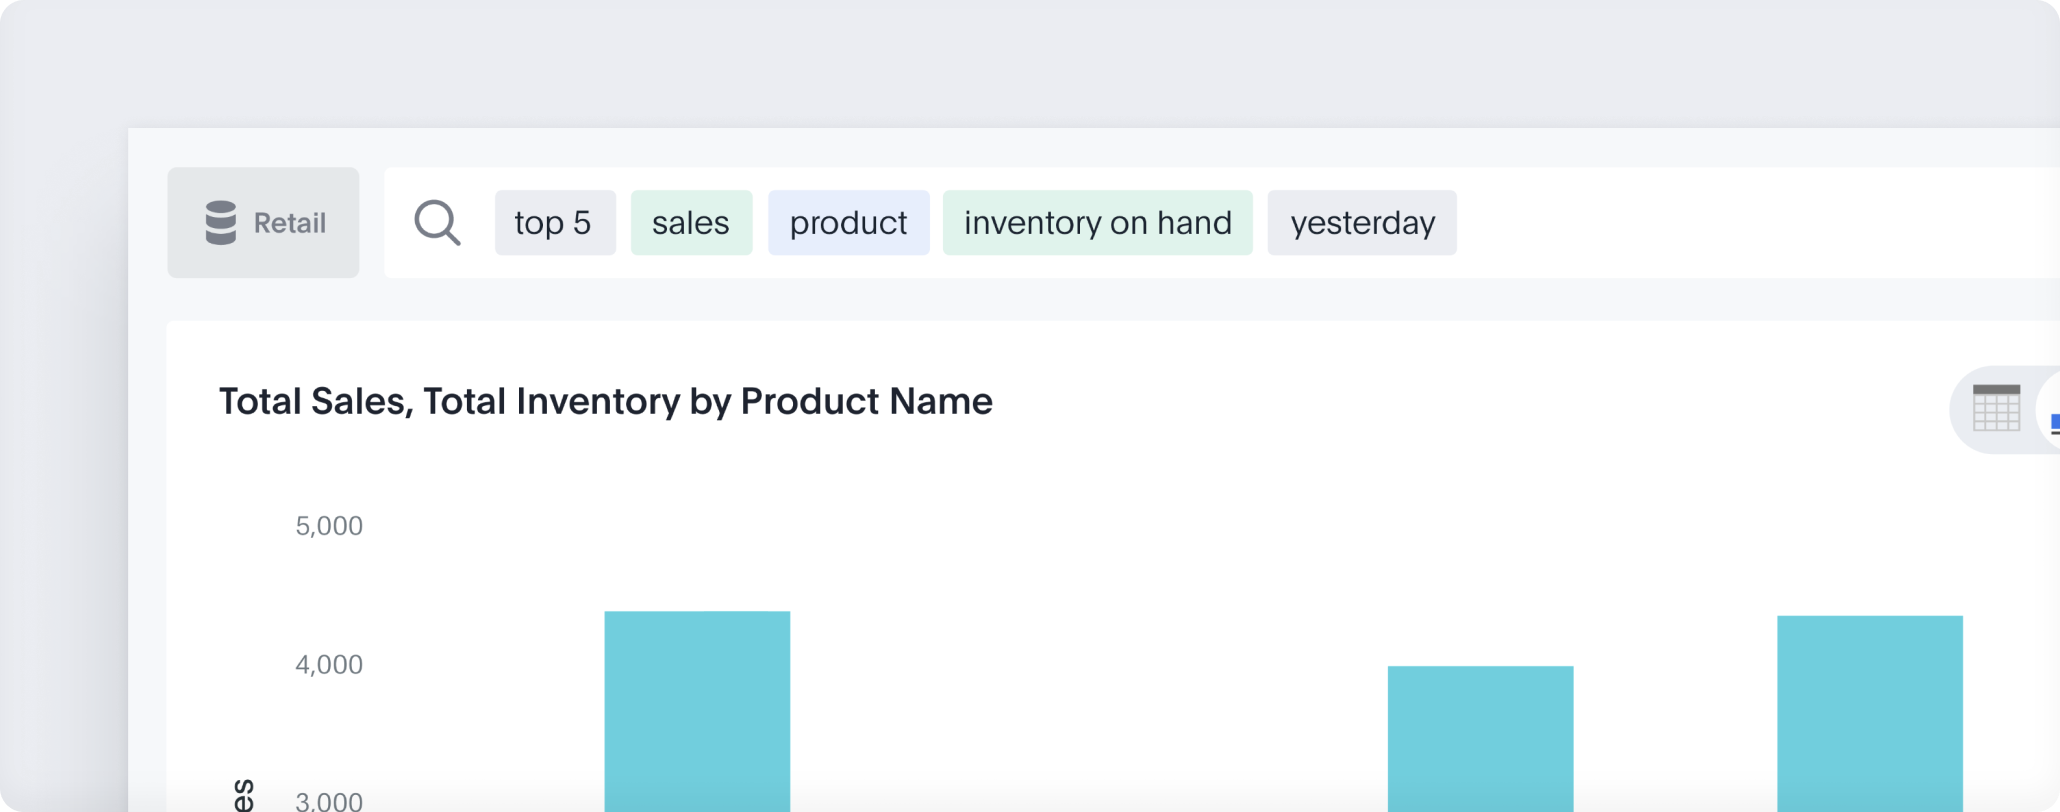 Retail
top 5 sales product inventory on hand yesterday
Total Sales, Total Inventory by Product Name
5,000
4,000
3,000
es